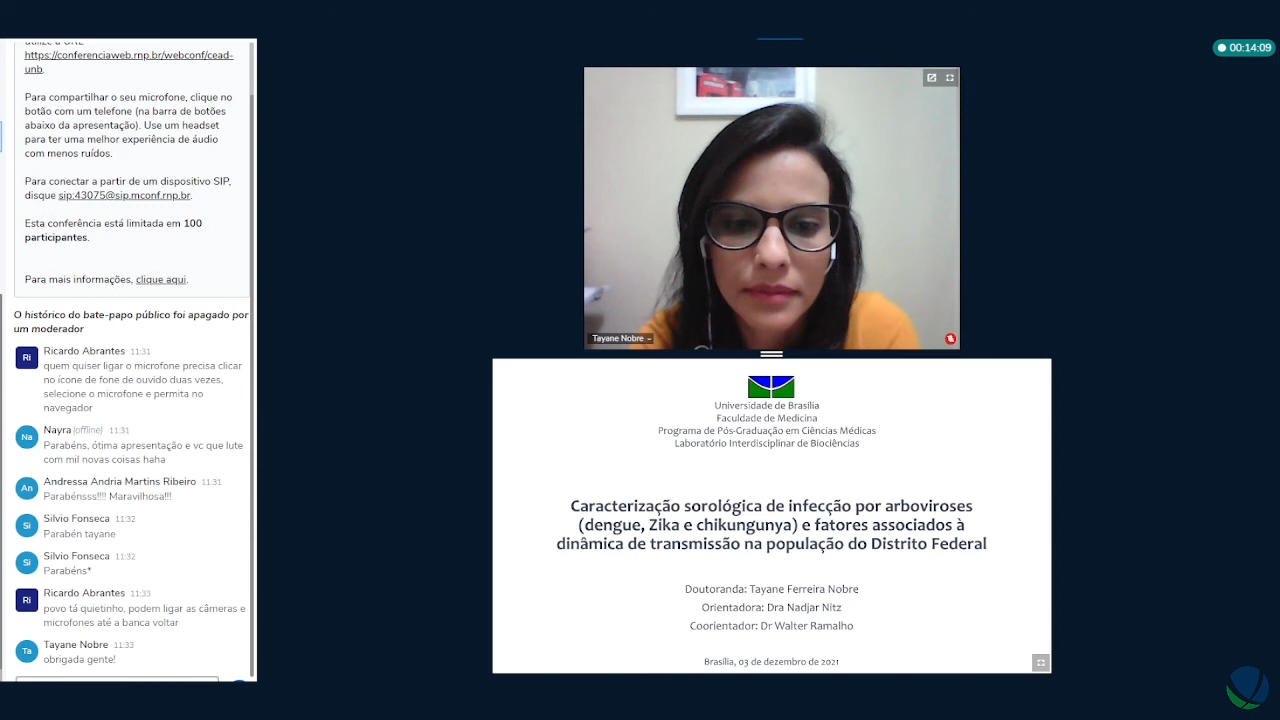 https://conferenciaweb.rnp.br/webconf/cead-
unb.
Para compartilhar o seu microfone, clique no
botão com um telefone (na barra de botões
abaixo da apresentação). Use um headset
para ter uma melhor experiência de áudio
com menos ruídos.
Para conectar a partir de um dispositivo SIP,
disque sip:43075@sip.mconf.rnp.br.
Esta conferência está limitada em 100
participantes.
Para mais informações, clique aqui.
O histórico do bate-papo público foi apagado por
um moderador
Ri
Ricardo Abrantes 11:31
quem quiser ligar o microfone precisa clicar
no ícone de fone de ouvido duas vezes,
selecione o microfone e permita no
navegador
Na
Nayra (offline) 11:31
Parabéns, ótima apresentação e vc que lute
com mil novas coisas haha
An
Andressa Andria Martins Ribeiro 11:31
Parabénsss!!!! Maravilhosa!!!
Si
Silvio Fonseca 11:32
Parabén tayane
Si
Silvio Fonseca 11:32
Parabéns*
Ri
Ricardo Abrantes 11:33
povo tá quietinho, podem ligar as câmeras e
microfones até a banca voltar
Ta
Tayane Nobre 11:33
obrigada gente!
00:14:09
Tayane Nobre
Universidade de Brasília
Faculdade de Medicina
Programa de Pós-Graduação em Ciências Médicas
Laboratório Interdisciplinar de Biociências
Caracterização sorológica de infecção por arboviroses
(dengue, Zika e chikungunya) e fatores associados à
dinâmica de transmissão na população do Distrito Federal
Doutoranda: Tayane Ferreira Nobre
Orientadora: Dra Nadjar Nitz
Coorientador: Dr Walter Ramalho
Brasília, 03 de dezembro de 2021